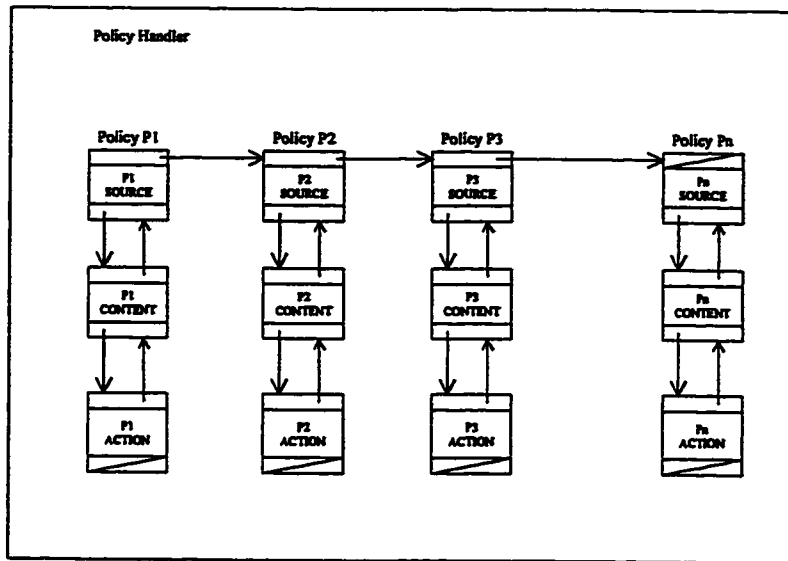 Policy Handler
Policy P1 Policy P2 Policy P3 Policy Pn
P1 P2 P3 Pn
SOURCE SOURCE SOURCE SOURCE
P1 P2 P3 Pn
CONTENT CONTENT CONTENT CONTENT
P1 P2 P3 Pn
ACTION ACTION ACTION ACTION